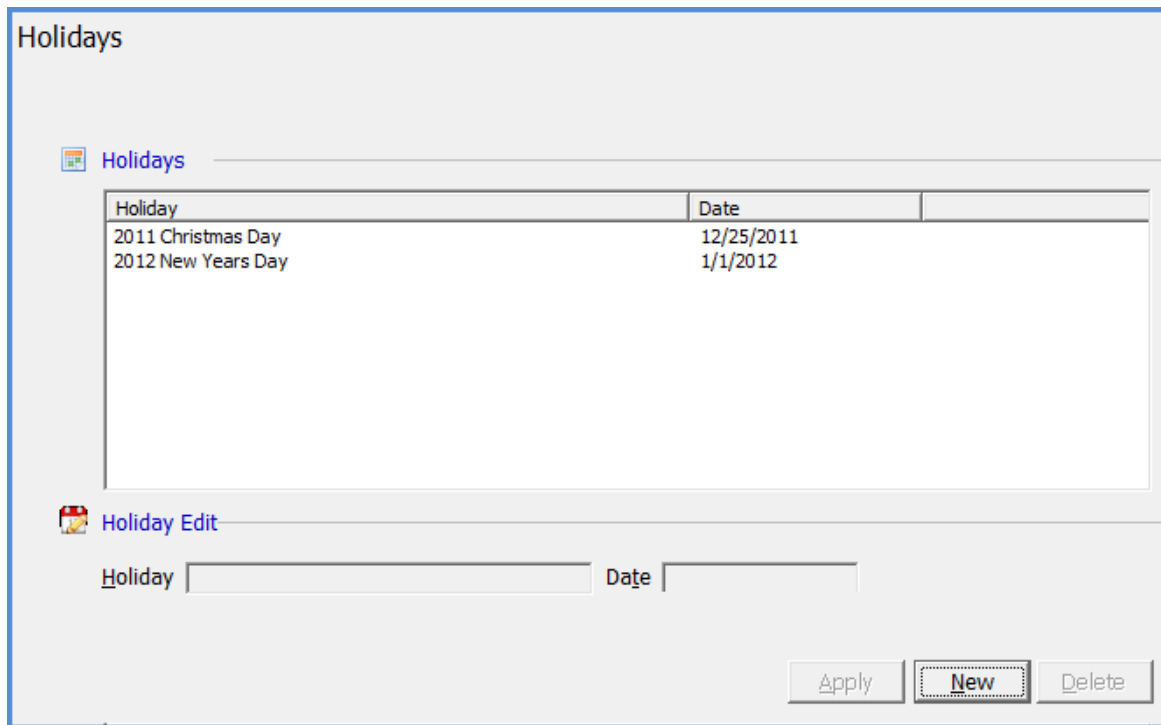 Holidays
Holidays
Holiday Date
2011 Christmas Day 12/25/2011
2012 New Years Day 1/1/2012
Holiday Edit
Holiday Date
Apply New Delete